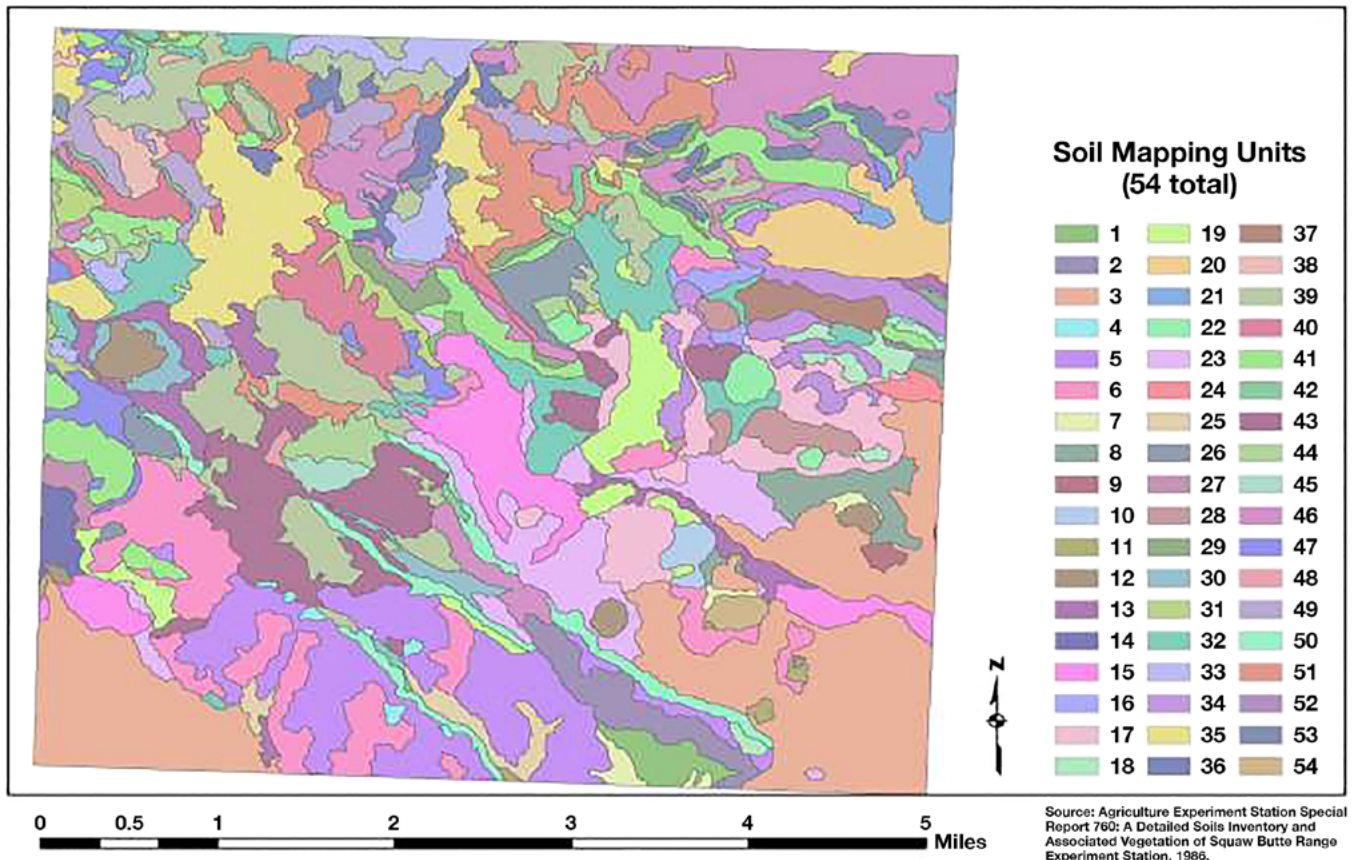 Soil Mapping Units
(54 total)
1 19 37
2 20 38
3 21 39
4 22 40
5 23 41
6 24 42
7 25 43
8 26 44
9 27 45
10 28 46
11 29 47
12 30 48
13 31 49
14 32 50
15 33 51
16 34 52
17 35 53
18 36 54
N
0 0.5 1 2 3 4 5 Miles
Source: Agriculture Experiment Station Special
Report 760: A Detailed Soils Inventory and
Associated Vegetation of Squaw Butte Range
Experiment Station, 1986.